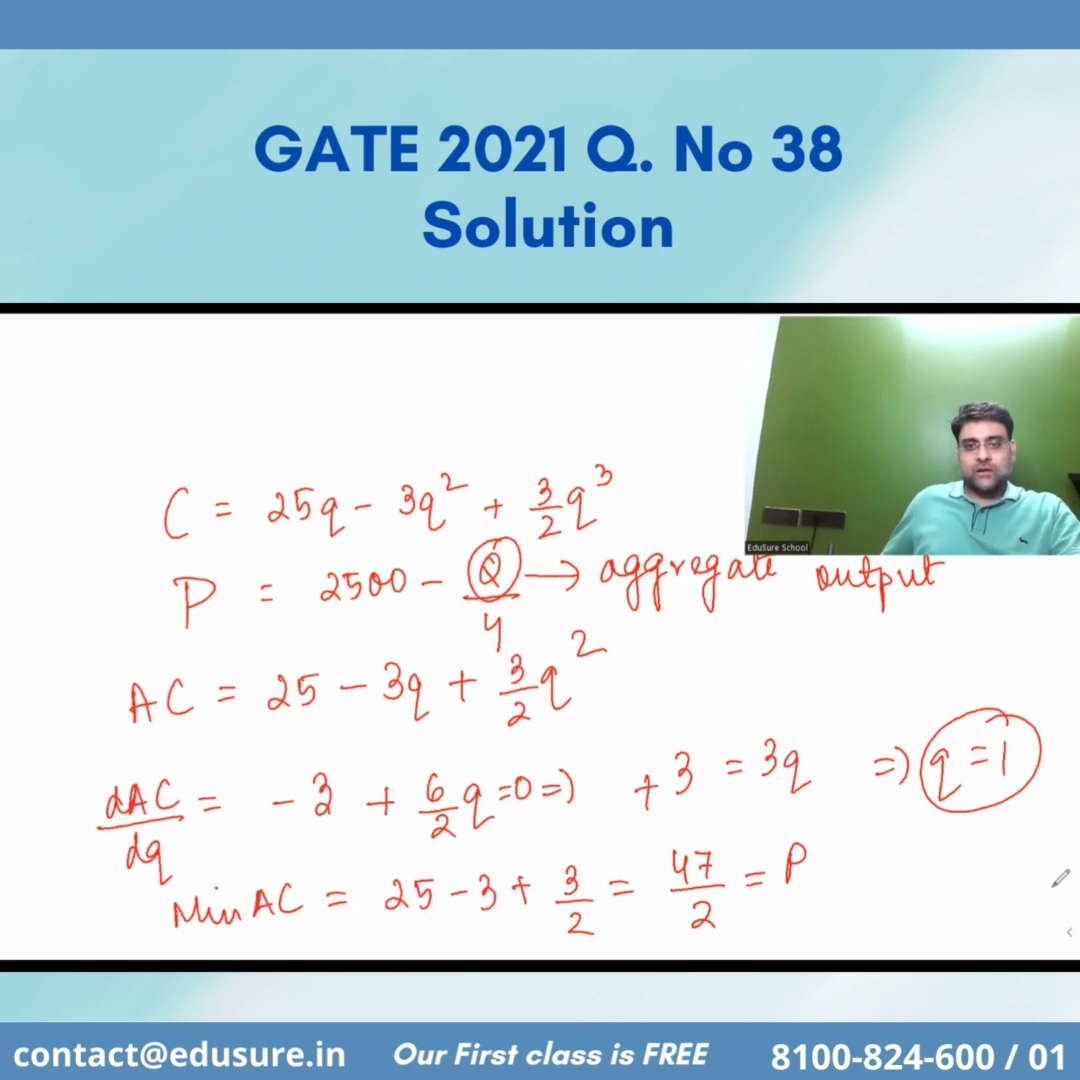 GATE 2021 Q. No 38
Solution
EduSure School
C = 25q - 3q² + 3/2 q³
P = 2500 - Q/4 → aggregate output
AC = 25 - 3q + 3/2 q²
dAC/dq = - 3 + 6/2 q = 0 ⇒ + 3 = 3q ⇒ q = 1
Min AC = 25 - 3 + 3/2 = 47/2 = P
contact@edusure.in Our First class is FREE 8100-824-600 / 01